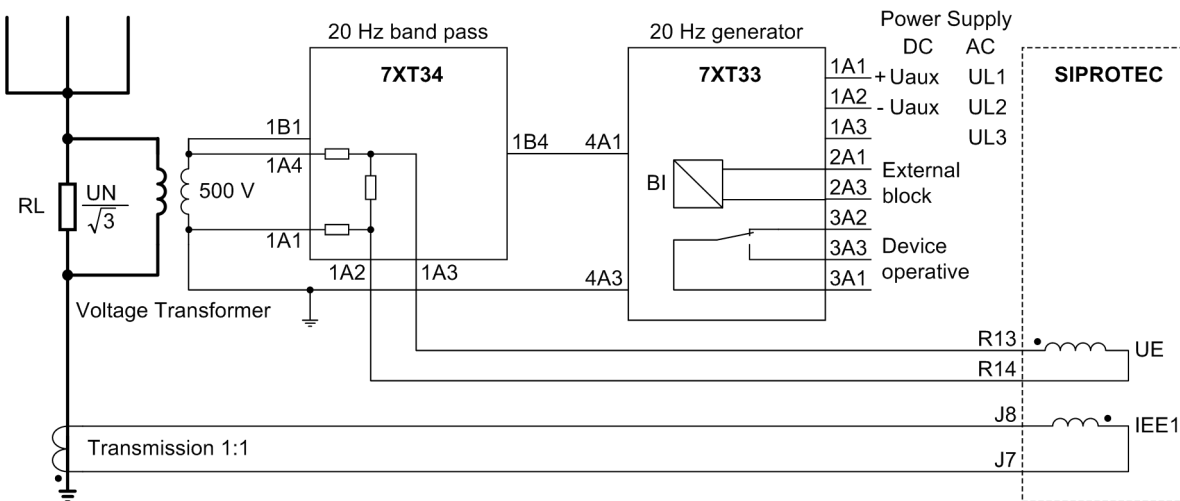 Power Supply
20 Hz band pass
20 Hz generator
DC AC
7XT34
7XT33
1A1
+ Uaux UL1
SIPROTEC
1A2
- Uaux UL2
1B1
1B4
4A1
1A3
UL3
1A4
2A1
External
RL
UN
√3
500 V
BI
2A3
block
1A1
3A2
1A2
1A3
3A3
Device
4A3
3A1
operative
Voltage Transformer
R13
UE
R14
J8
IEE1
Transmission 1:1
J7